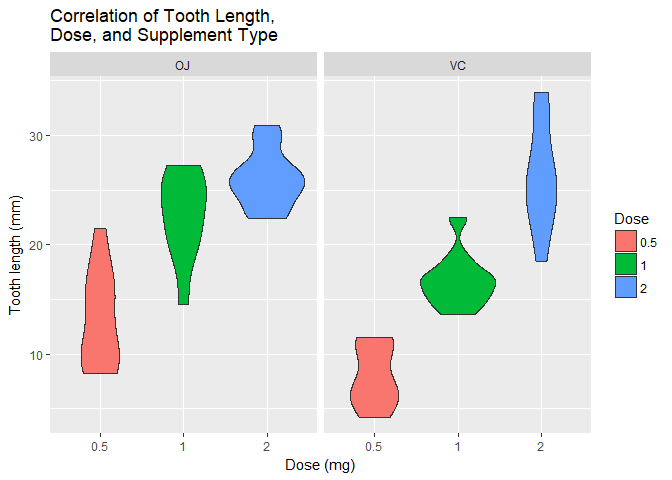 Correlation of Tooth Length,
Dose, and Supplement Type
OJ
VC
Tooth length (mm)
30
20
10
0.5
1
2
0.5
1
2
Dose (mg)
Dose
0.5
1
2